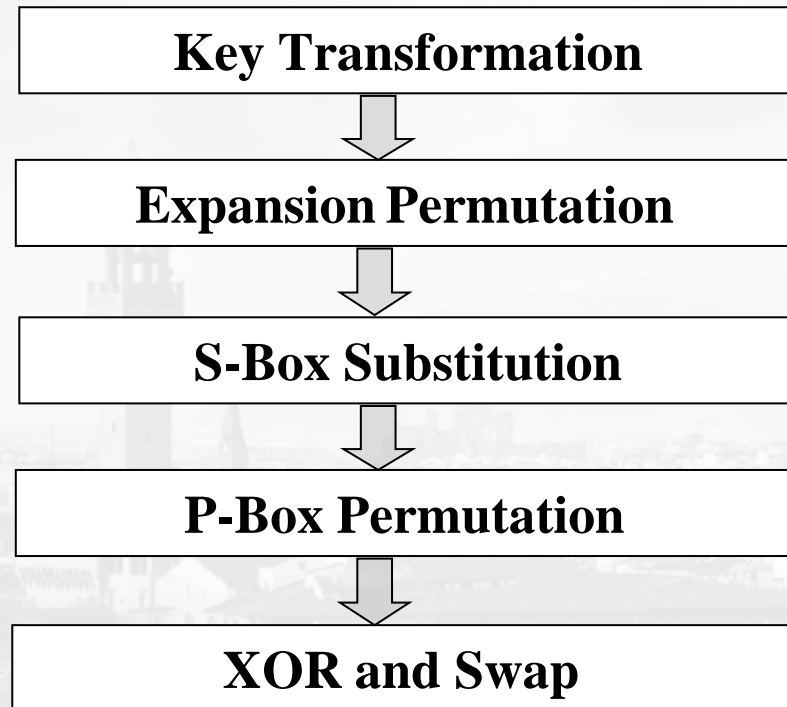 Key Transformation
Expansion Permutation
S-Box Substitution
P-Box Permutation
XOR and Swap